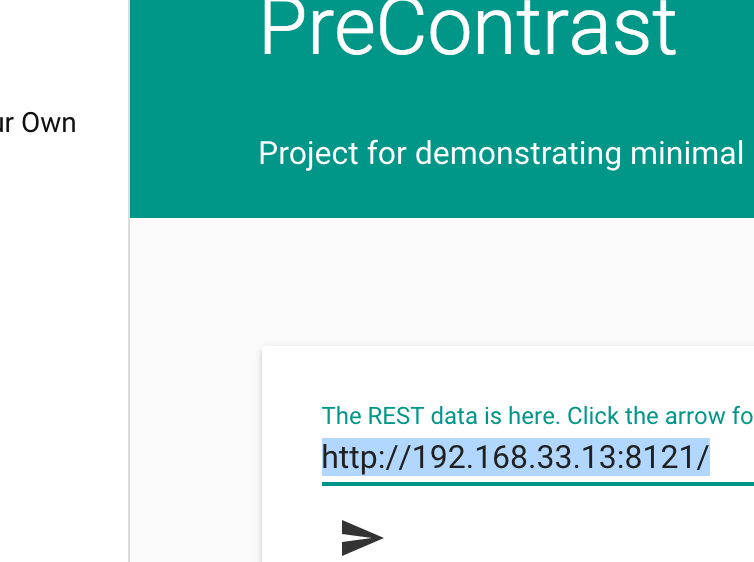 PreContrast
ur Own
Project for demonstrating minimal
The REST data is here. Click the arrow fo
http://192.168.33.13:8121/